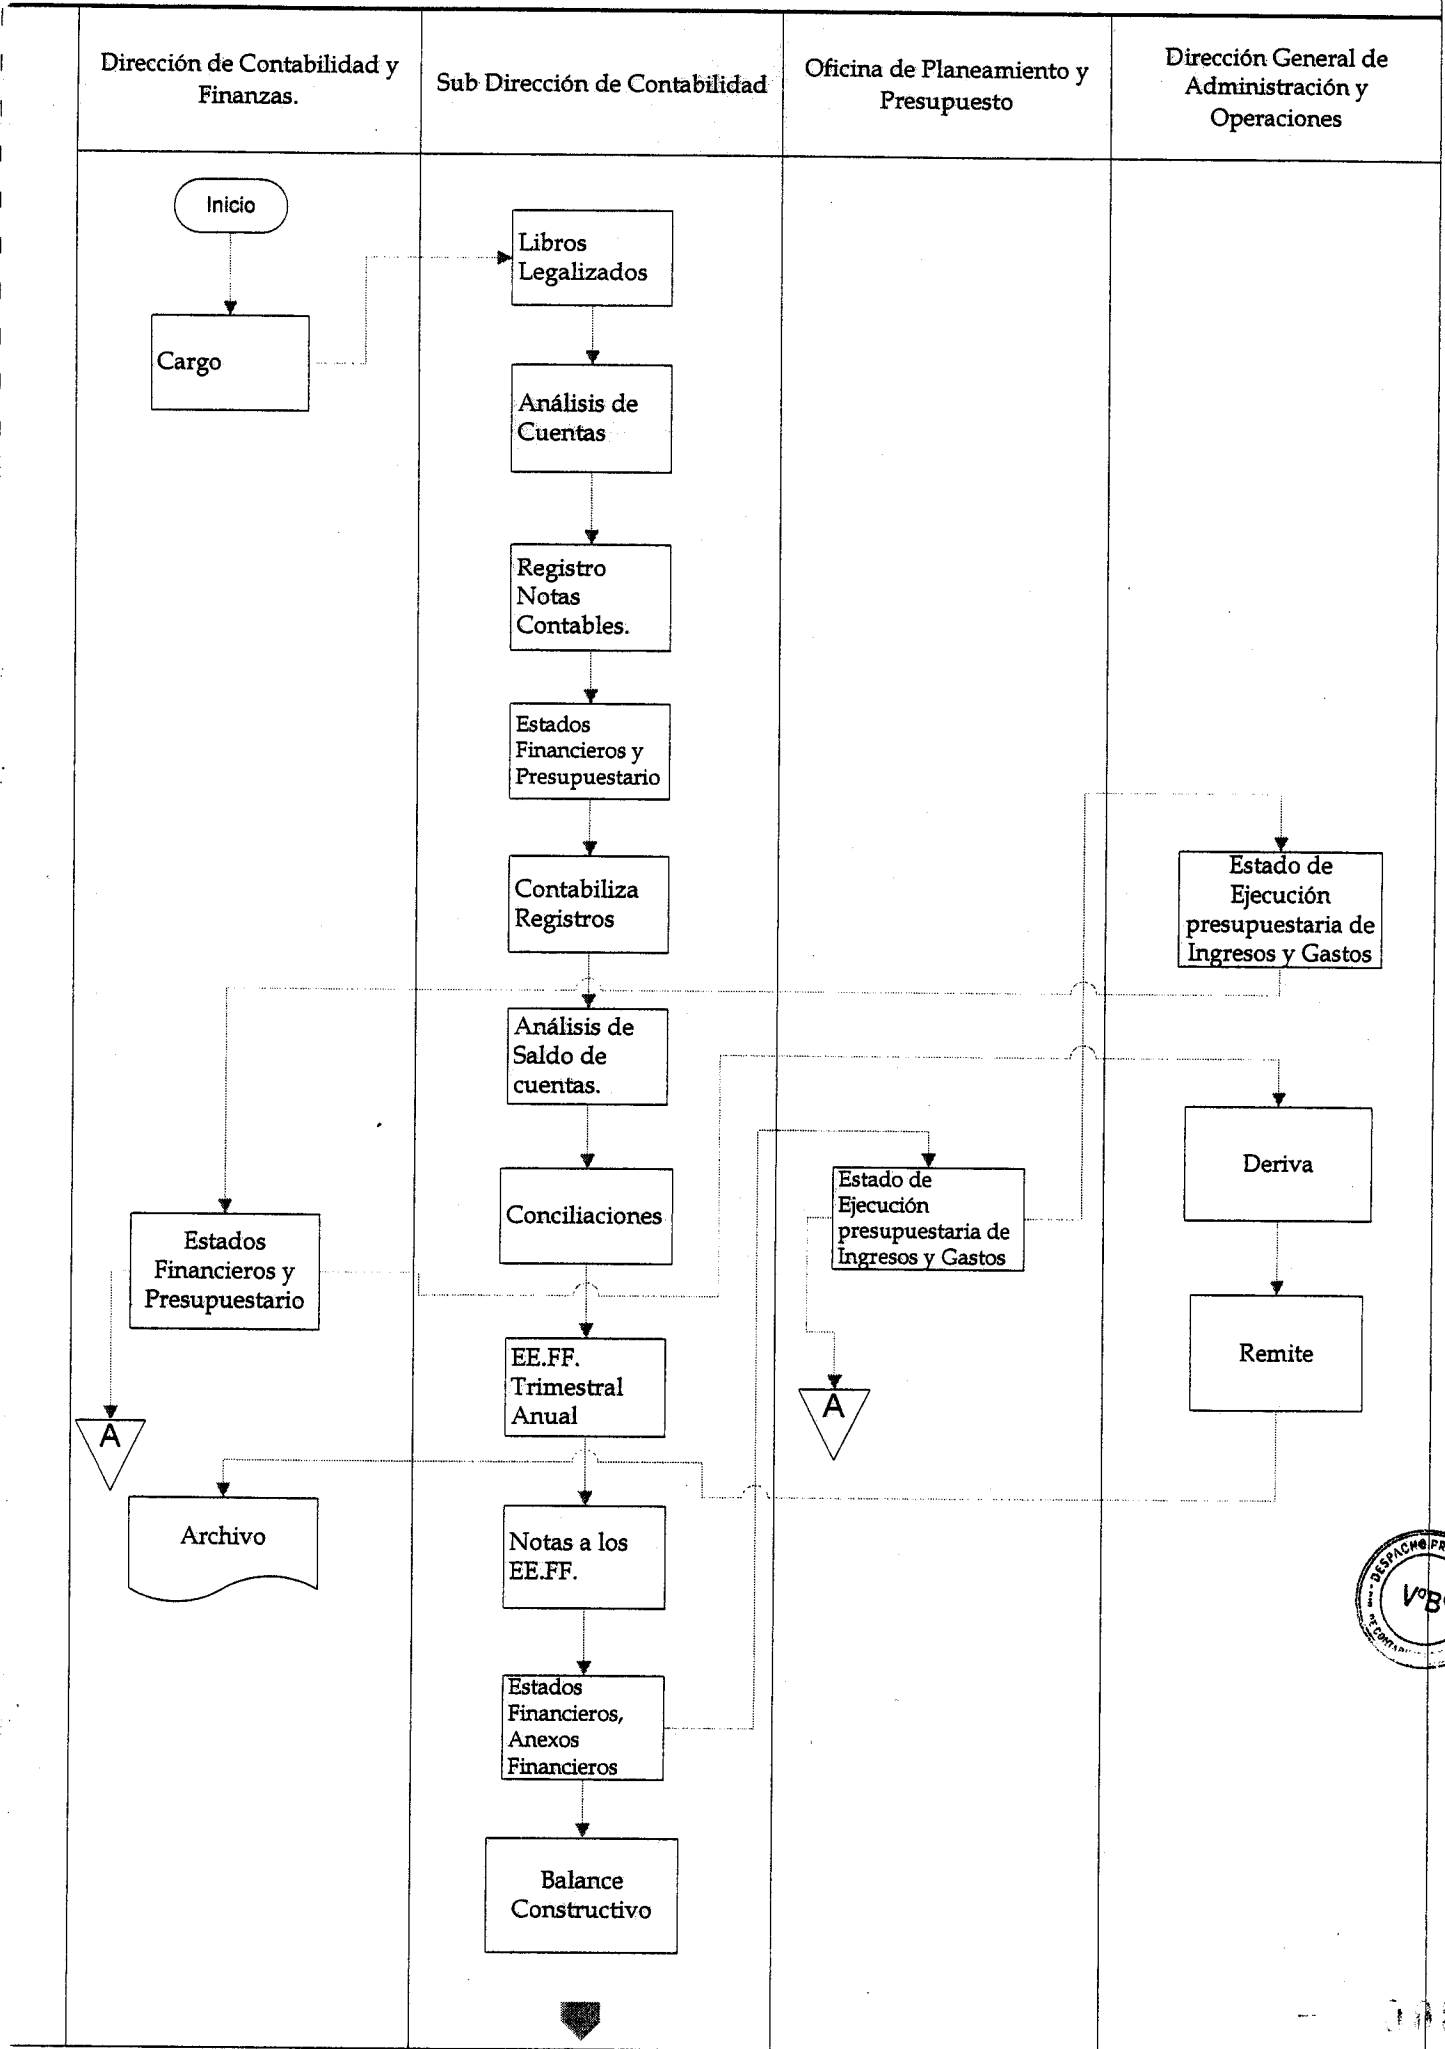 Dirección de Contabilidad y
Finanzas.
Sub Dirección de Contabilidad
Oficina de Planeamiento y
Presupuesto
Dirección General de
Administración y
Operaciones
Inicio
Cargo
Libros
Legalizados
Análisis de
Cuentas
Registro
Notas
Contables.
Estados
Financieros y
Presupuestario
Contabiliza
Registros
Estado de
Ejecución
presupuestaria de
Ingresos y Gastos
Análisis de
Saldo de
cuentas.
Deriva
Conciliaciones
Estado de
Ejecución
presupuestaria de
Ingresos y Gastos
Estados
Financieros y
Presupuestario
Remite
EE.FF.
Trimestral
Anual
A
A
Archivo
Notas a los
EE.FF.
DESPACHO
VºBº
Estados
Financieros,
Anexos
Financieros
Balance
Constructivo